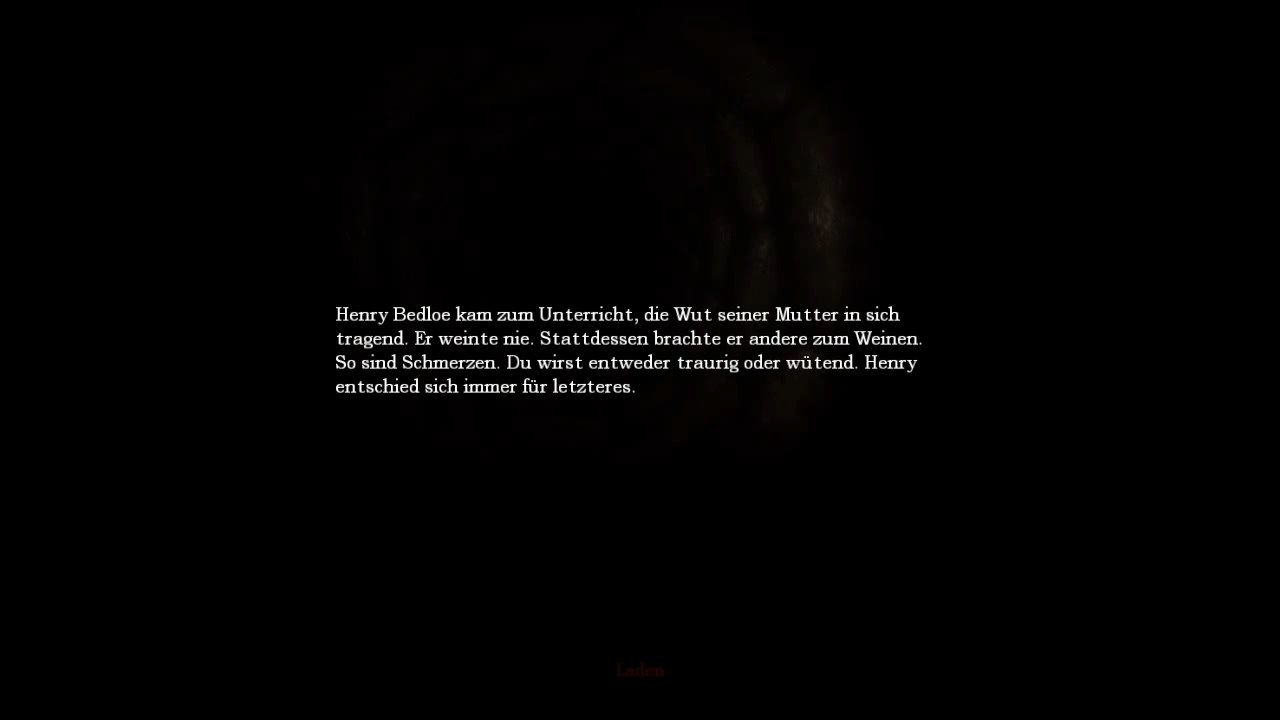 Henry Bedloe kam zum Unterricht, die Wut seiner Mutter in sich
tragend. Er weinte nie. Stattdessen brachte er andere zum Weinen.
So sind Schmerzen. Du wirst entweder traurig oder wütend. Henry
entschied sich immer für letzteres.
Laden